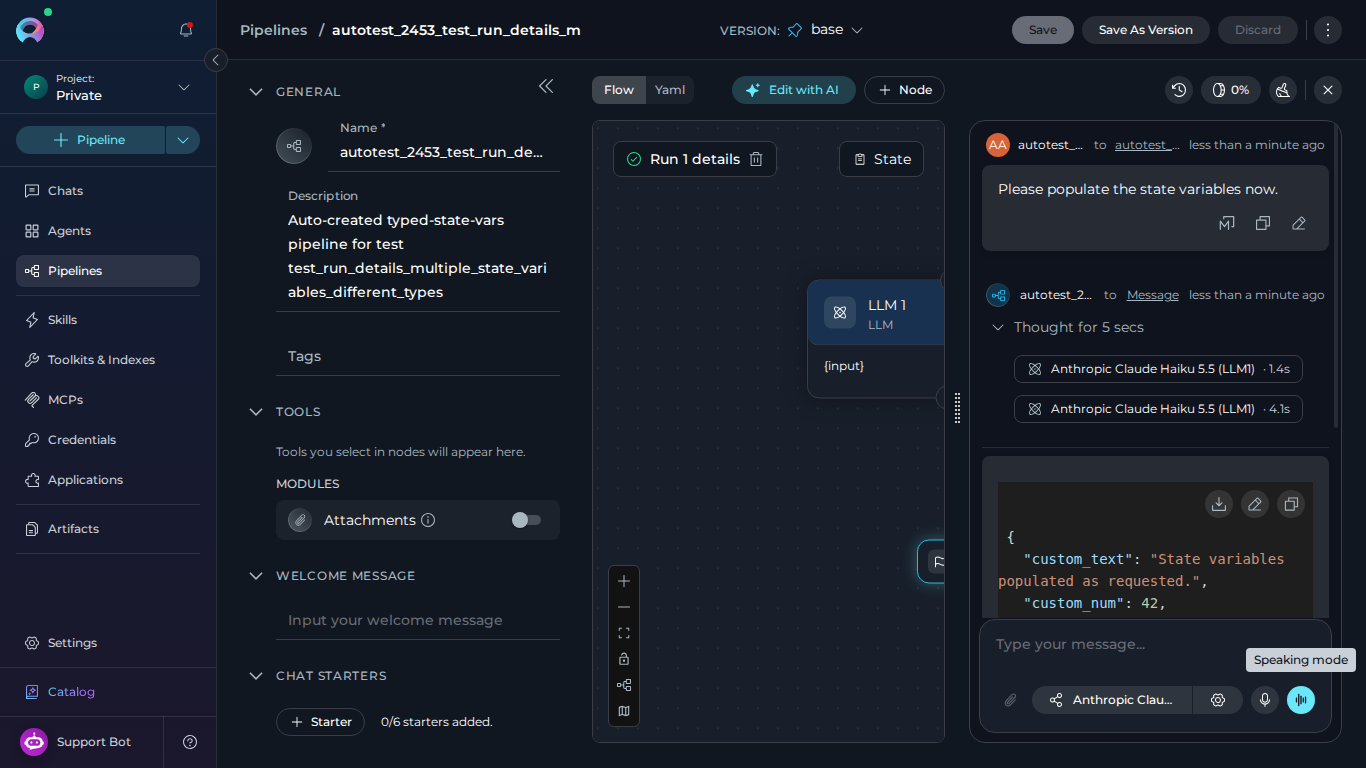 Pipelines / autotest_2453_test_run_details_m
VERSION: base
Save
Save As Version
Discard
Project:
P
Private
Pipeline
Chats
Agents
Pipelines
Skills
Toolkits & Indexes
MCPs
Credentials
Applications
Artifacts
Settings
Catalog
Support Bot
GENERAL
Name *
autotest_2453_test_run_de...
Description
Auto-created typed-state-vars
pipeline for test
test_run_details_multiple_state_vari
ables_different_types
Tags
TOOLS
Tools you select in nodes will appear here.
MODULES
Attachments
WELCOME MESSAGE
Input your welcome message
CHAT STARTERS
Starter
0/6 starters added.
Flow
Yaml
Edit with AI
Node
0%
Run 1 details
State
LLM 1
LLM
{input}
AA autotest_... to autotest_... less than a minute ago
Please populate the state variables now.
autotest_2... to Message less than a minute ago
Thought for 5 secs
Anthropic Claude Haiku 5.5 (LLM1) · 1.4s
Anthropic Claude Haiku 5.5 (LLM1) · 4.1s
{
"custom_text": "State variables
populated as requested.",
"custom_num": 42,
Type your message...
Speaking mode
Anthropic Clau...